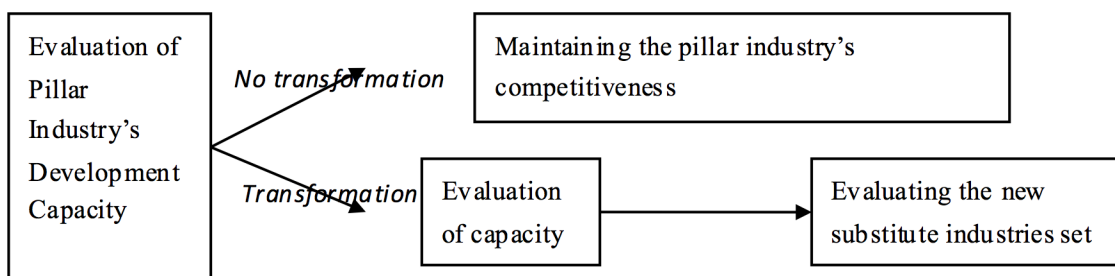 Evaluation of
Pillar
Industry’s
Development
Capacity
No transformation
Maintaining the pillar industry’s
competitiveness
Transformation
Evaluation
of capacity
Evaluating the new
substitute industries set